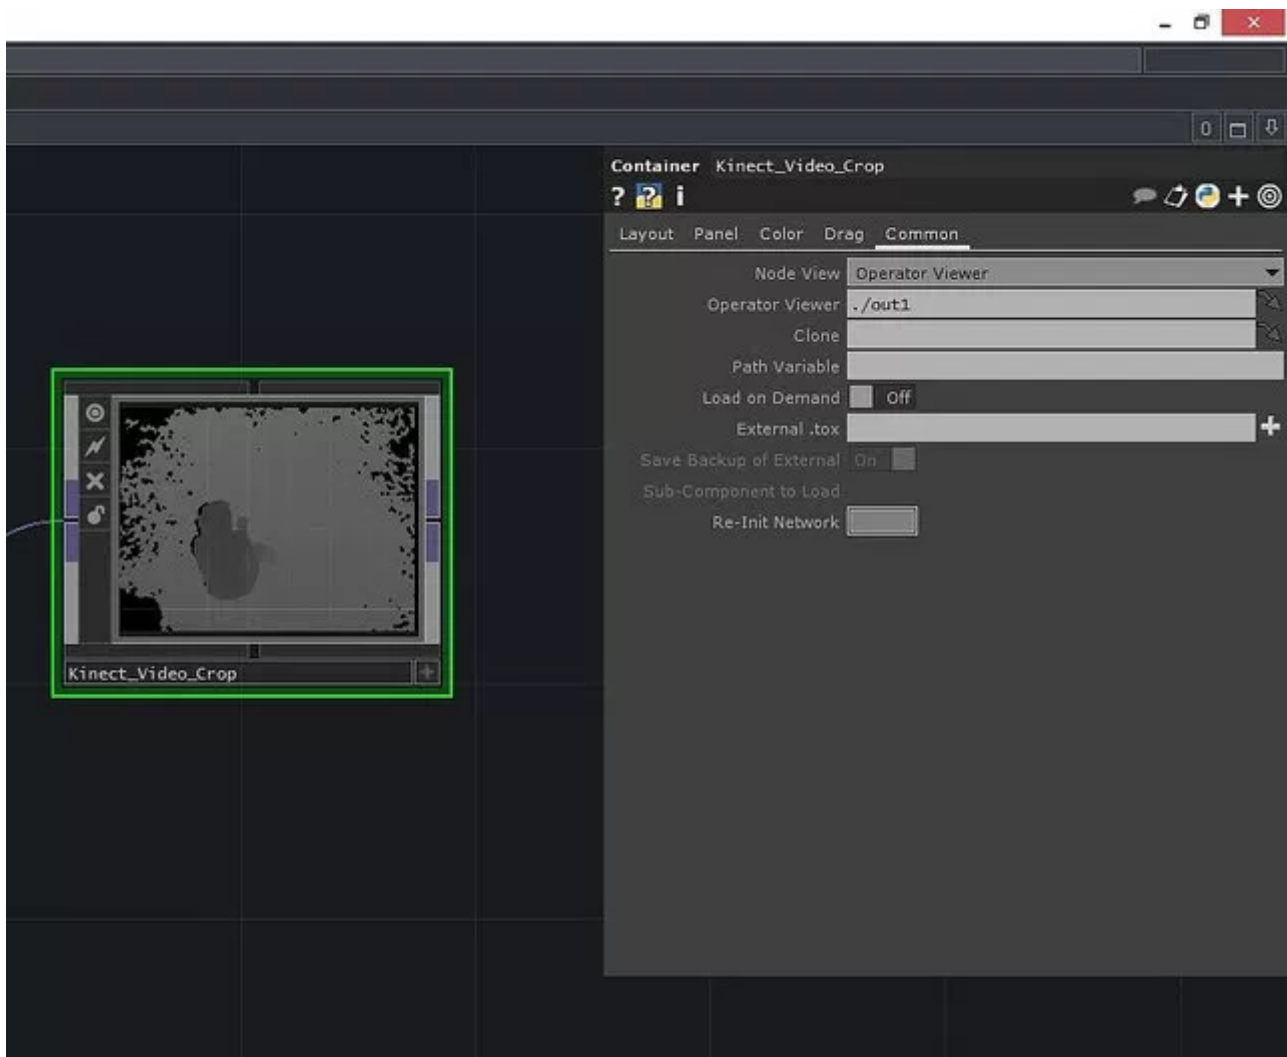 0
Container Kinect_Video_Crop
? ? i
Layout Panel Color Drag Common
Node View Operator Viewer
Operator Viewer ./out1
Clone
Path Variable
Load on Demand Off
External .tox
Save Backup of External On
Sub-Component to Load
Re-Init Network
Kinect_Video_Crop